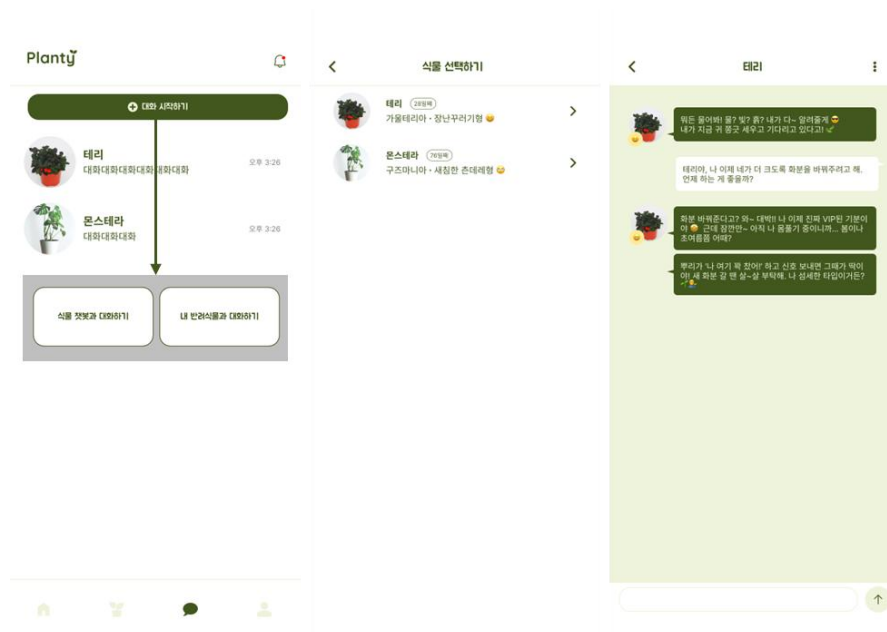 Planty
대화 시작하기
테리
대화대화대화대화대화대화
오후 3:26
몬스테라
대화대화대화
오후 3:26
식물 챗봇과 대화하기
내 반려식물과 대화하기
식물 선택하기
테리 28일째
가울테리아 · 장난꾸러기형 😄
몬스테라 76일째
구즈마니아 · 새침한 츤데레형 😌
테리
뭐든 물어봐! 물? 빛? 흙? 내가 다~ 알려줄게 😎
내가 지금 귀 쫑긋 세우고 기다리고 있다고! 🌿
테리야, 나 이제 네가 더 크도록 화분을 바꿔주려고 해.
언제 하는 게 좋을까?
화분 바꿔준다고? 와~ 대박!! 나 이제 진짜 VIP된 기분이
야 😄 근데 잠깐만~ 아직 나 몸풀기 중이니까... 봄이나
초여름쯤 어때?
뿌리가 '나 여기 꽉 찼어!' 하고 신호 보내면 그때가 딱이
야! 새 화분 갈 땐 살~살 부탁해. 나 섬세한 타입이거든?